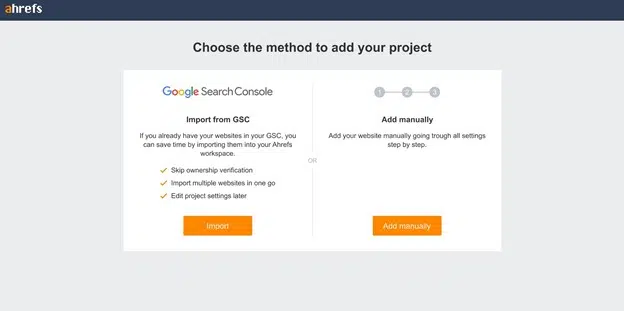 ahrefs
Choose the method to add your project
Google Search Console
Import from GSC
If you already have your websites in your GSC, you
can save time by importing them into your Ahrefs
workspace.
Skip ownership verification
Import multiple websites in one go
Edit project settings later
Import
OR
1 2 3
Add manually
Add your website manually going trough all settings
step by step.
Add manually